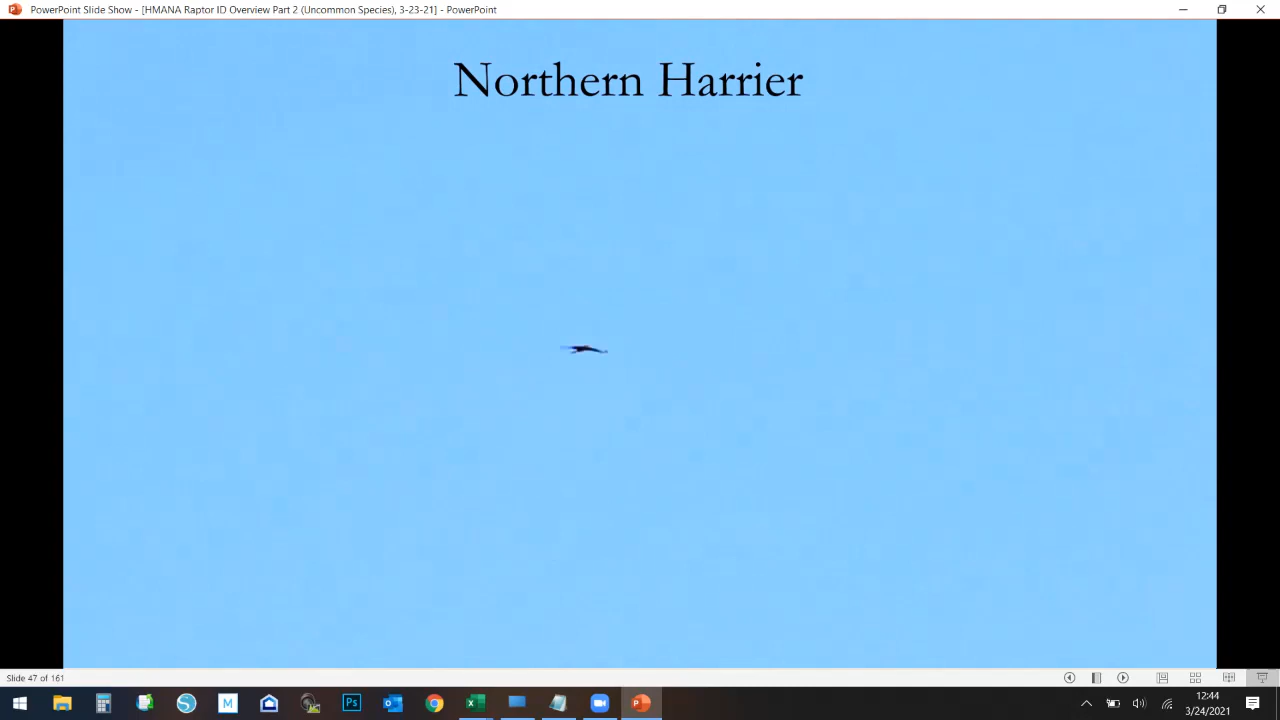 PowerPoint Slide Show - [HMANA Raptor ID Overview Part 2 (Uncommon Species), 3-23-21] - PowerPoint
Northern Harrier
Slide 47 of 161
M
Ps
12:44
3/24/2021